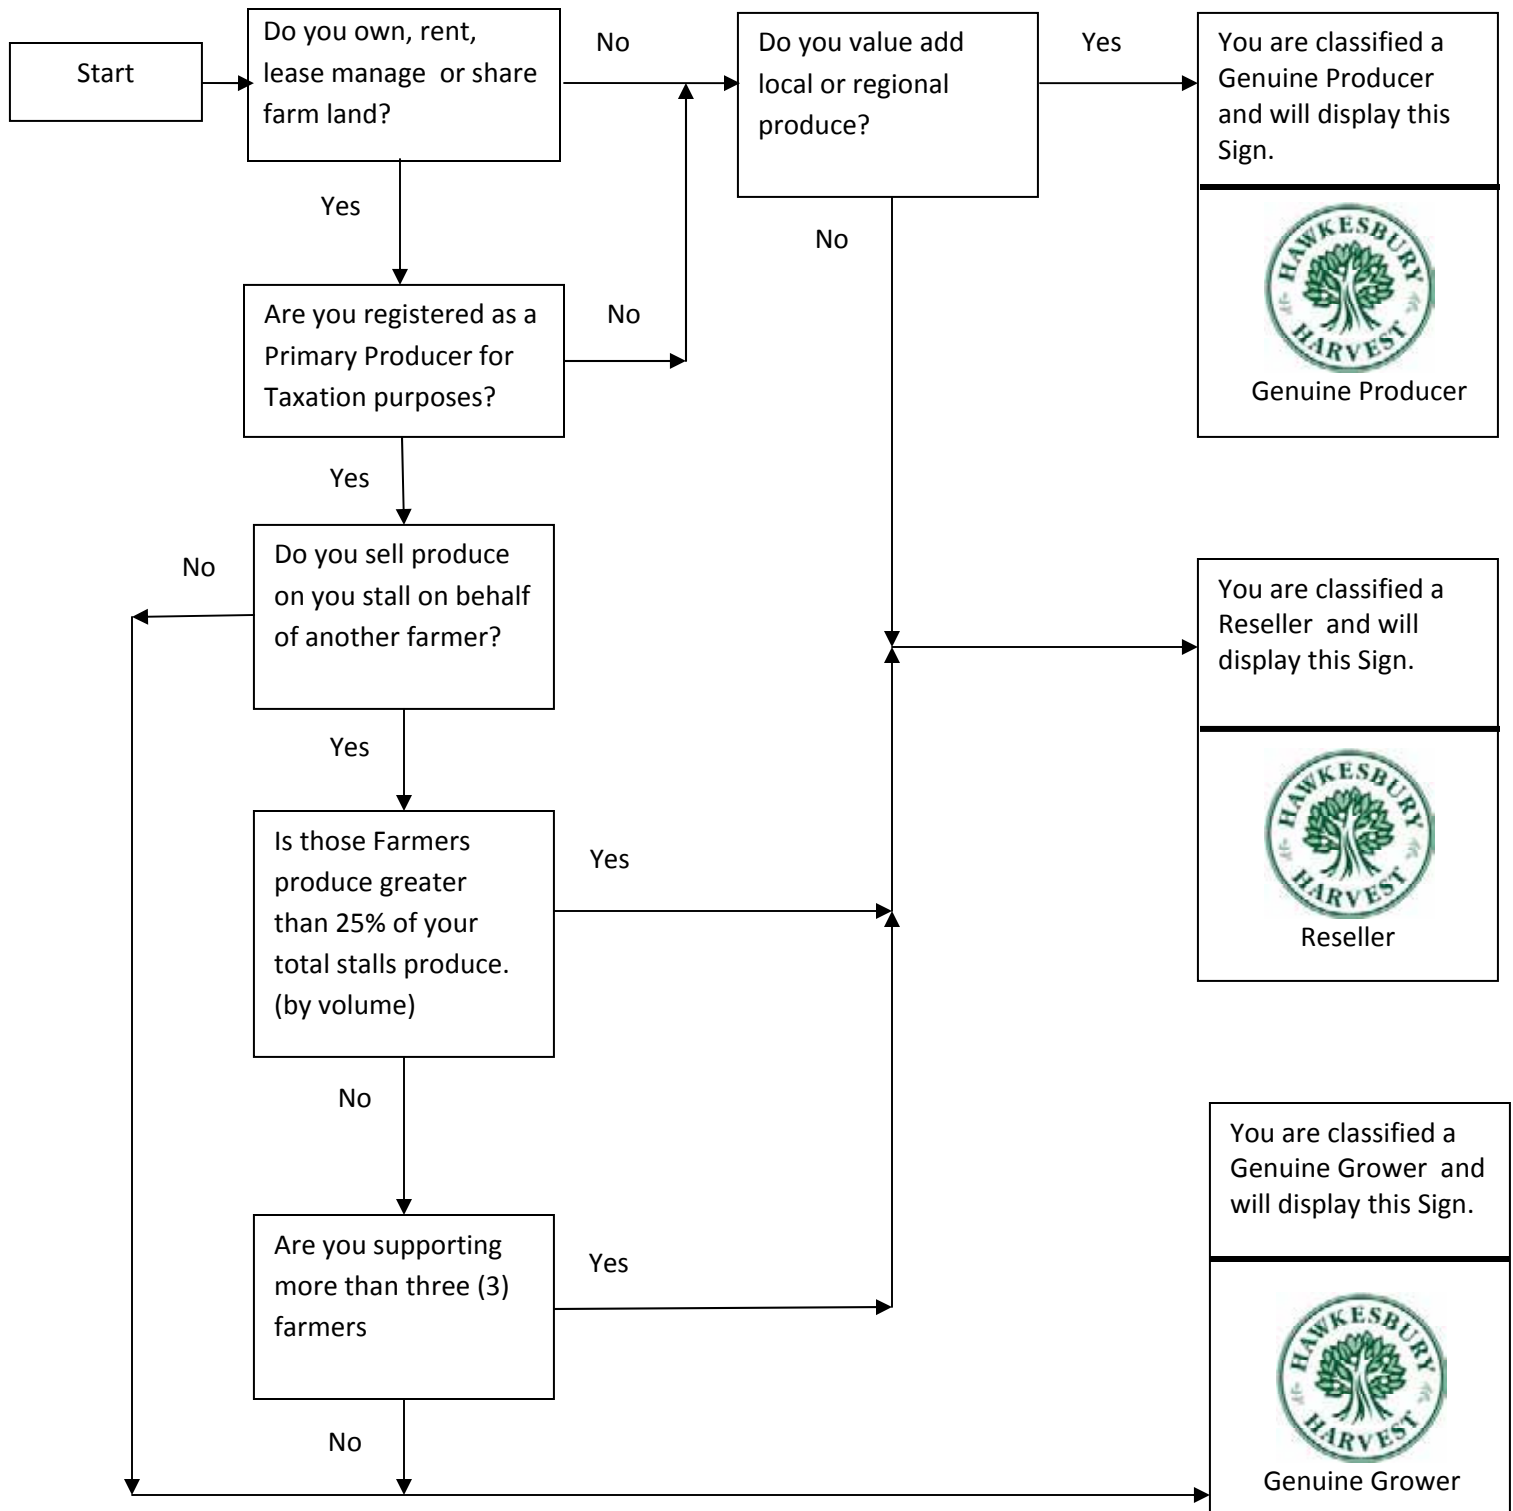 Start
Do you own, rent,
lease manage  or share
farm land?
No
Do you value add
local or regional
produce?
Yes
You are classified a
Genuine Producer
and will display this
Sign.
HAWKESBURY
HARVEST
Genuine Producer
Yes
No
Are you registered as a
Primary Producer for
Taxation purposes?
No
Yes
Do you sell produce
on you stall on behalf
of another farmer?
No
You are classified a
Reseller  and will
display this Sign.
HAWKESBURY
HARVEST
Reseller
Yes
Is those Farmers
produce greater
than 25% of your
total stalls produce.
(by volume)
Yes
No
Are you supporting
more than three (3)
farmers
Yes
No
You are classified a
Genuine Grower  and
will display this Sign.
HAWKESBURY
HARVEST
Genuine Grower